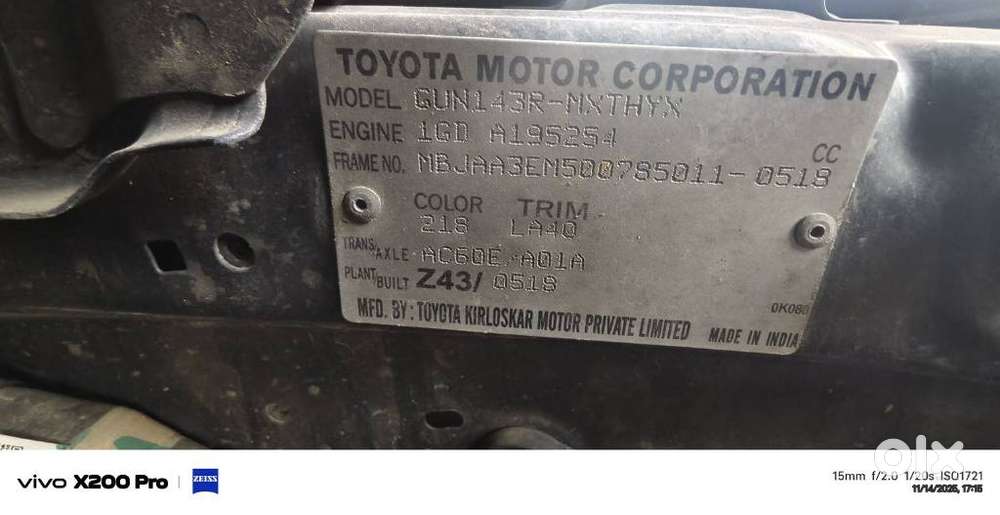 TOYOTA MOTOR CORPORATION
MODEL GUN143R-MXTHYX
ENGINE 1GD A195254 CC
FRAME NO. MBJAA3EM500785011-0518
COLOR TRIM
218 LA40
TRANS/AXLE AC60E A01A
PLANT/BUILT Z43/ 0518
0K080
MFD. BY: TOYOTA KIRLOSKAR MOTOR PRIVATE LIMITED MADE IN INDIA
olx
vivo X200 Pro | ZEISS
15mm f/2.0 1/20s ISO1721
11/14/2025, 17:15